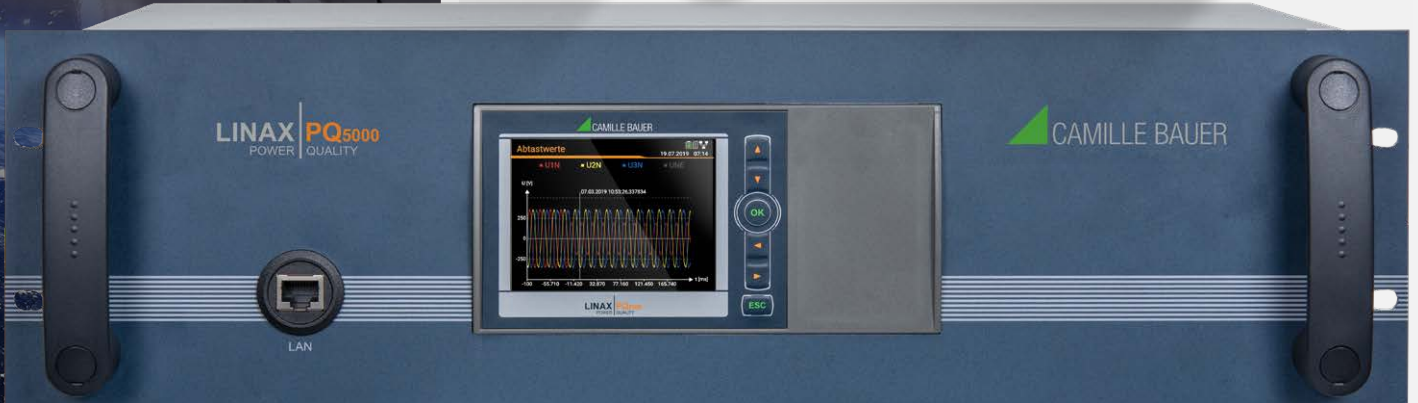 LINAX PQ5000
POWER QUALITY
LAN
CAMILLE BAUER
Abtastwerte
19.07.2019 07:14
U1N U2N U3N UNE
U [V]
07.03.2019 10:53:26.337834
250
0
-250
-100 -55.710 -11.420 32.870 77.160 121.450 165.740
t [ms]
LINAX PQ5000
POWER QUALITY
OK
ESC
CAMILLE BAUER